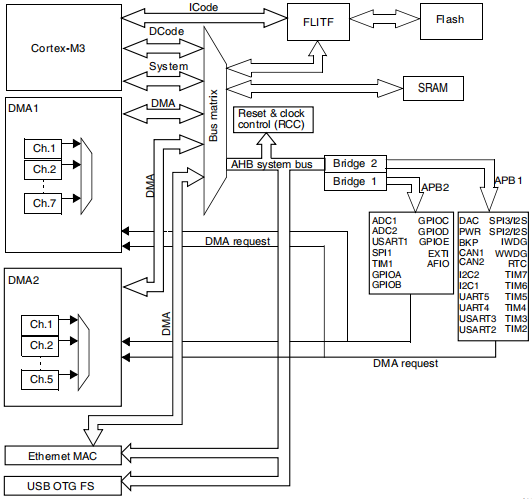 ICode
Cortex-M3
FLITF
Flash
DCode
System
Bus matrix
SRAM
DMA1
DMA
Reset & clock
control (RCC)
Ch.1
Ch.2
Ch.7
DMA
AHB system bus
Bridge 2
Bridge 1
APB2
APB1
ADC1 GPIOC
ADC2 GPIOD
USART1 GPIOE
SPI1 EXTI
TIM1 AFIO
GPIOA
GPIOB
DAC SPI3/I2S
PWR SPI2/I2S
BKP IWDG
CAN1 WWDG
CAN2 RTC
I2C2 TIM7
I2C1 TIM6
UART5 TIM5
UART4 TIM4
USART3 TIM3
USART2 TIM2
DMA request
DMA2
Ch.1
Ch.2
Ch.5
DMA
DMA request
Ethernet MAC
USB OTG FS